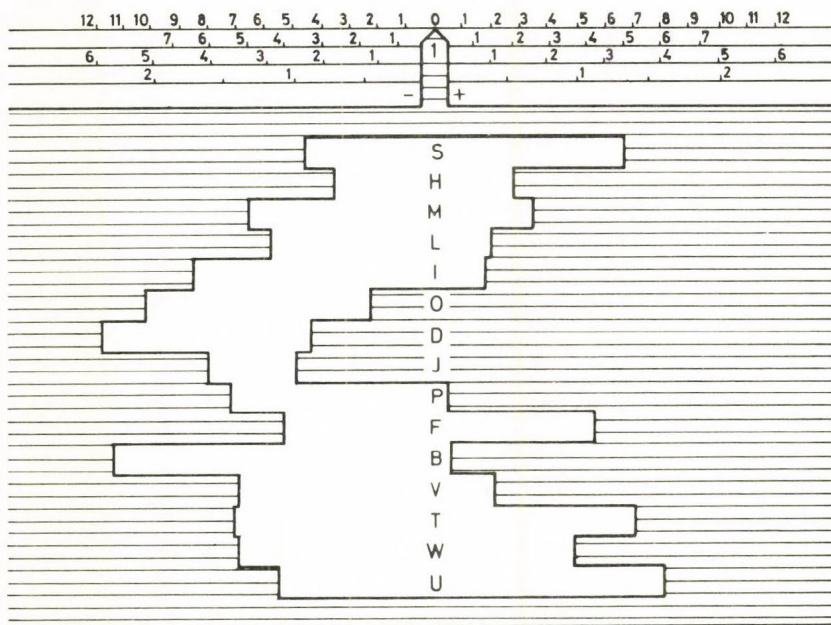 12 11 10 9 8 7 6 5 4 3 2 1 0 1 2 3 4 5 6 7 8 9 10 11 12
7 6 5 4 3 2 1 1 2 3 4 5 6 7
6 5 4 3 2 1 1 1 2 3 4 5 6
2 1 1 2
- +
S
H
M
L
I
O
D
J
P
F
B
V
T
W
U